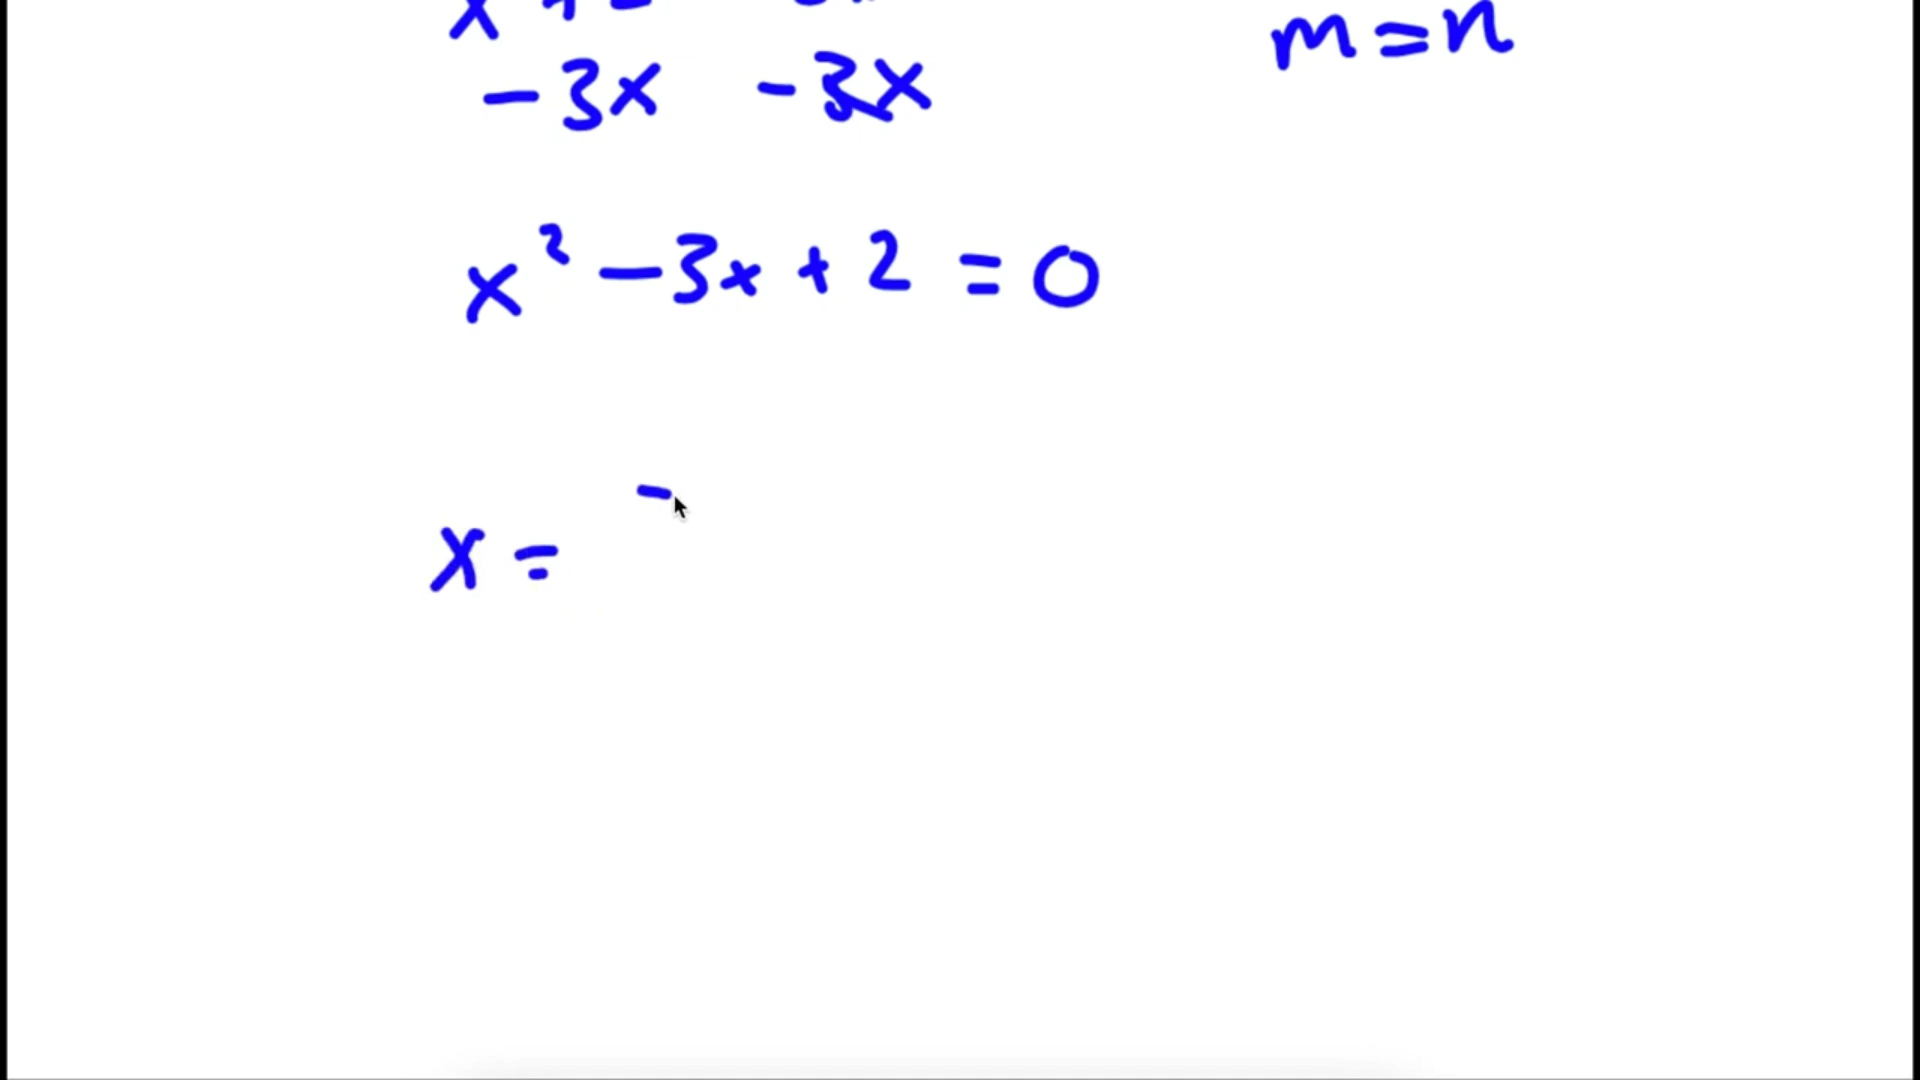 m = n
- 3x - 3x
x² - 3x + 2 = 0
x = -